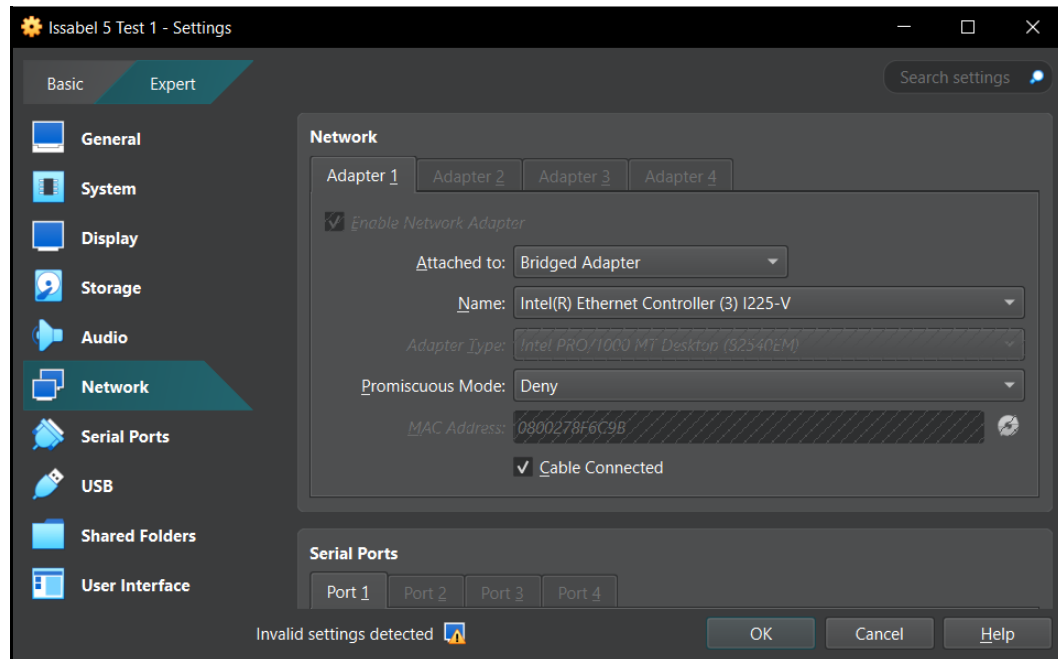 Issabel 5 Test 1 - Settings
Basic
Expert
Search settings
General
System
Display
Storage
Audio
Network
Serial Ports
USB
Shared Folders
User Interface
Network
Adapter 1
Adapter 2
Adapter 3
Adapter 4
Enable Network Adapter
Attached to: Bridged Adapter
Name: Intel(R) Ethernet Controller (3) I225-V
Adapter Type: Intel PRO/1000 MT Desktop (82540EM)
Promiscuous Mode: Deny
MAC Address: 0800278F6C9B
Cable Connected
Serial Ports
Port 1
Port 2
Port 3
Port 4
Invalid settings detected
OK
Cancel
Help